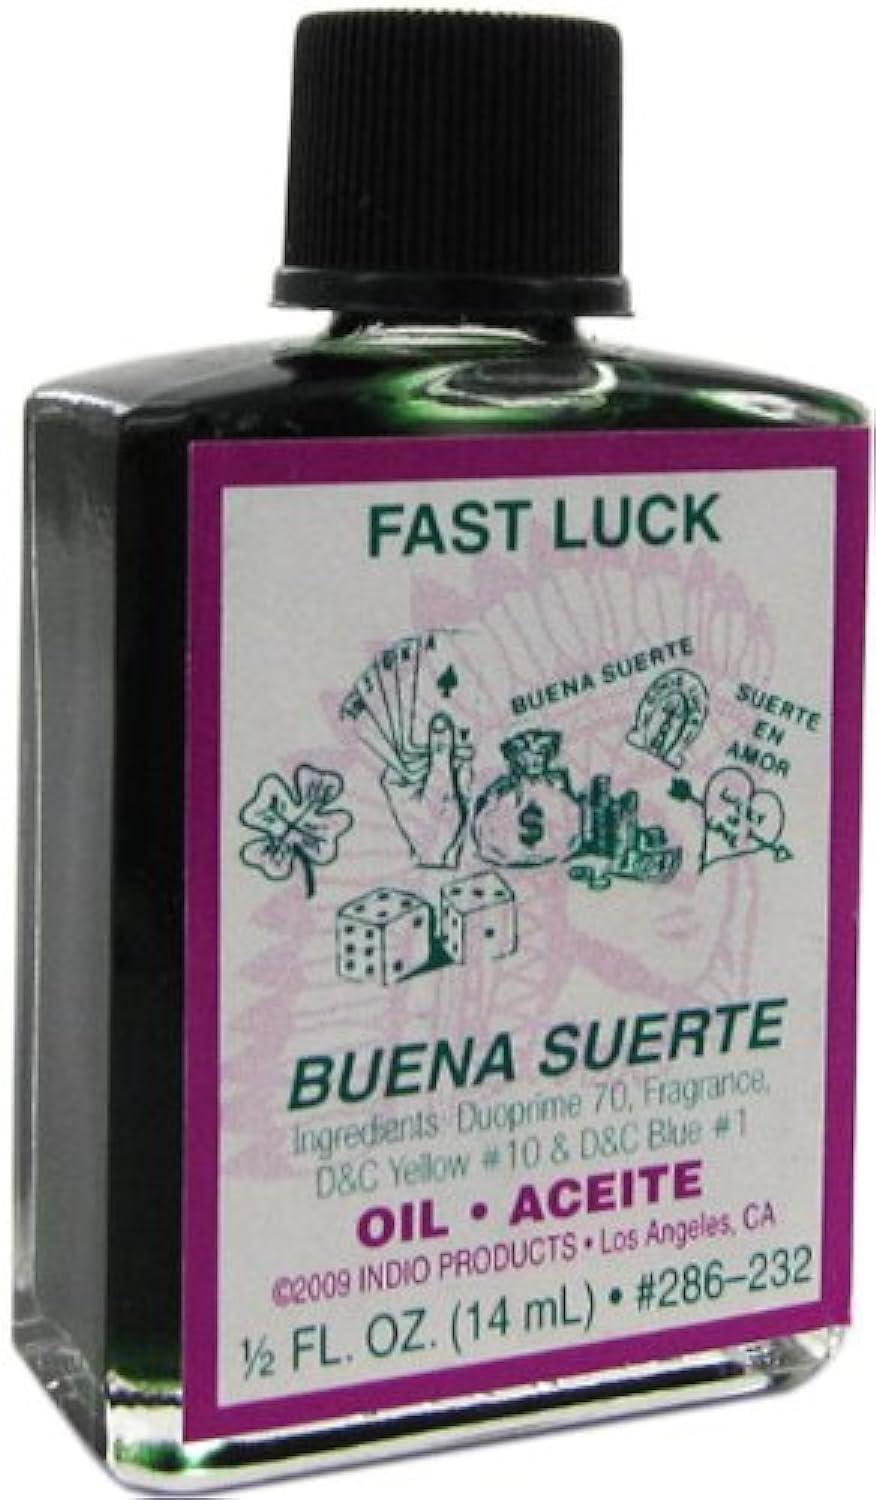 FAST LUCK
BUENA SUERTE
SUERTE
EN
AMOR
$
BUENA SUERTE
Ingredients: Duoprime 70, Fragrance,
D&C Yellow #10 & D&C Blue #1
OIL • ACEITE
©2009 INDIO PRODUCTS • Los Angeles, CA
½ FL. OZ. (14 mL) • #286-232